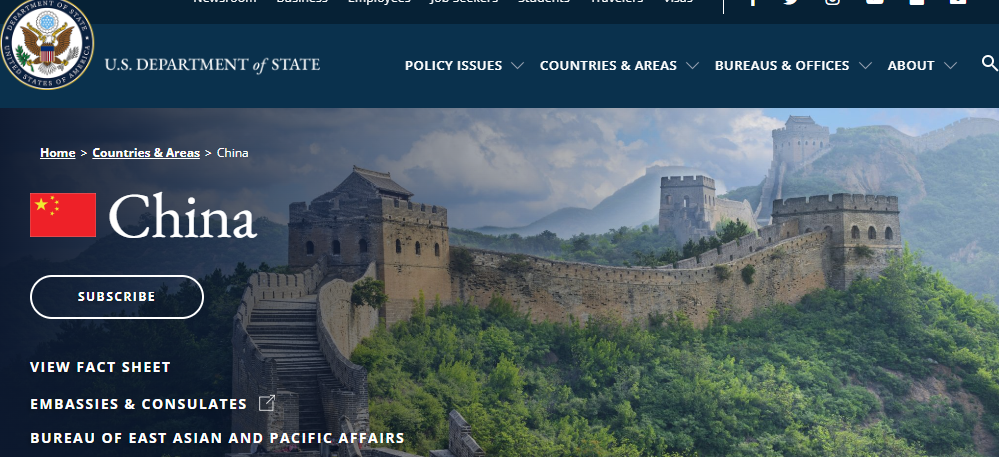 Newsroom Business Employees Job Seekers Students Travelers Visas
DEPARTMENT OF STATE
UNITED STATES OF AMERICA
U.S. DEPARTMENT of STATE
POLICY ISSUES COUNTRIES & AREAS BUREAUS & OFFICES ABOUT
Home > Countries & Areas > China
China
SUBSCRIBE
VIEW FACT SHEET
EMBASSIES & CONSULATES
BUREAU OF EAST ASIAN AND PACIFIC AFFAIRS